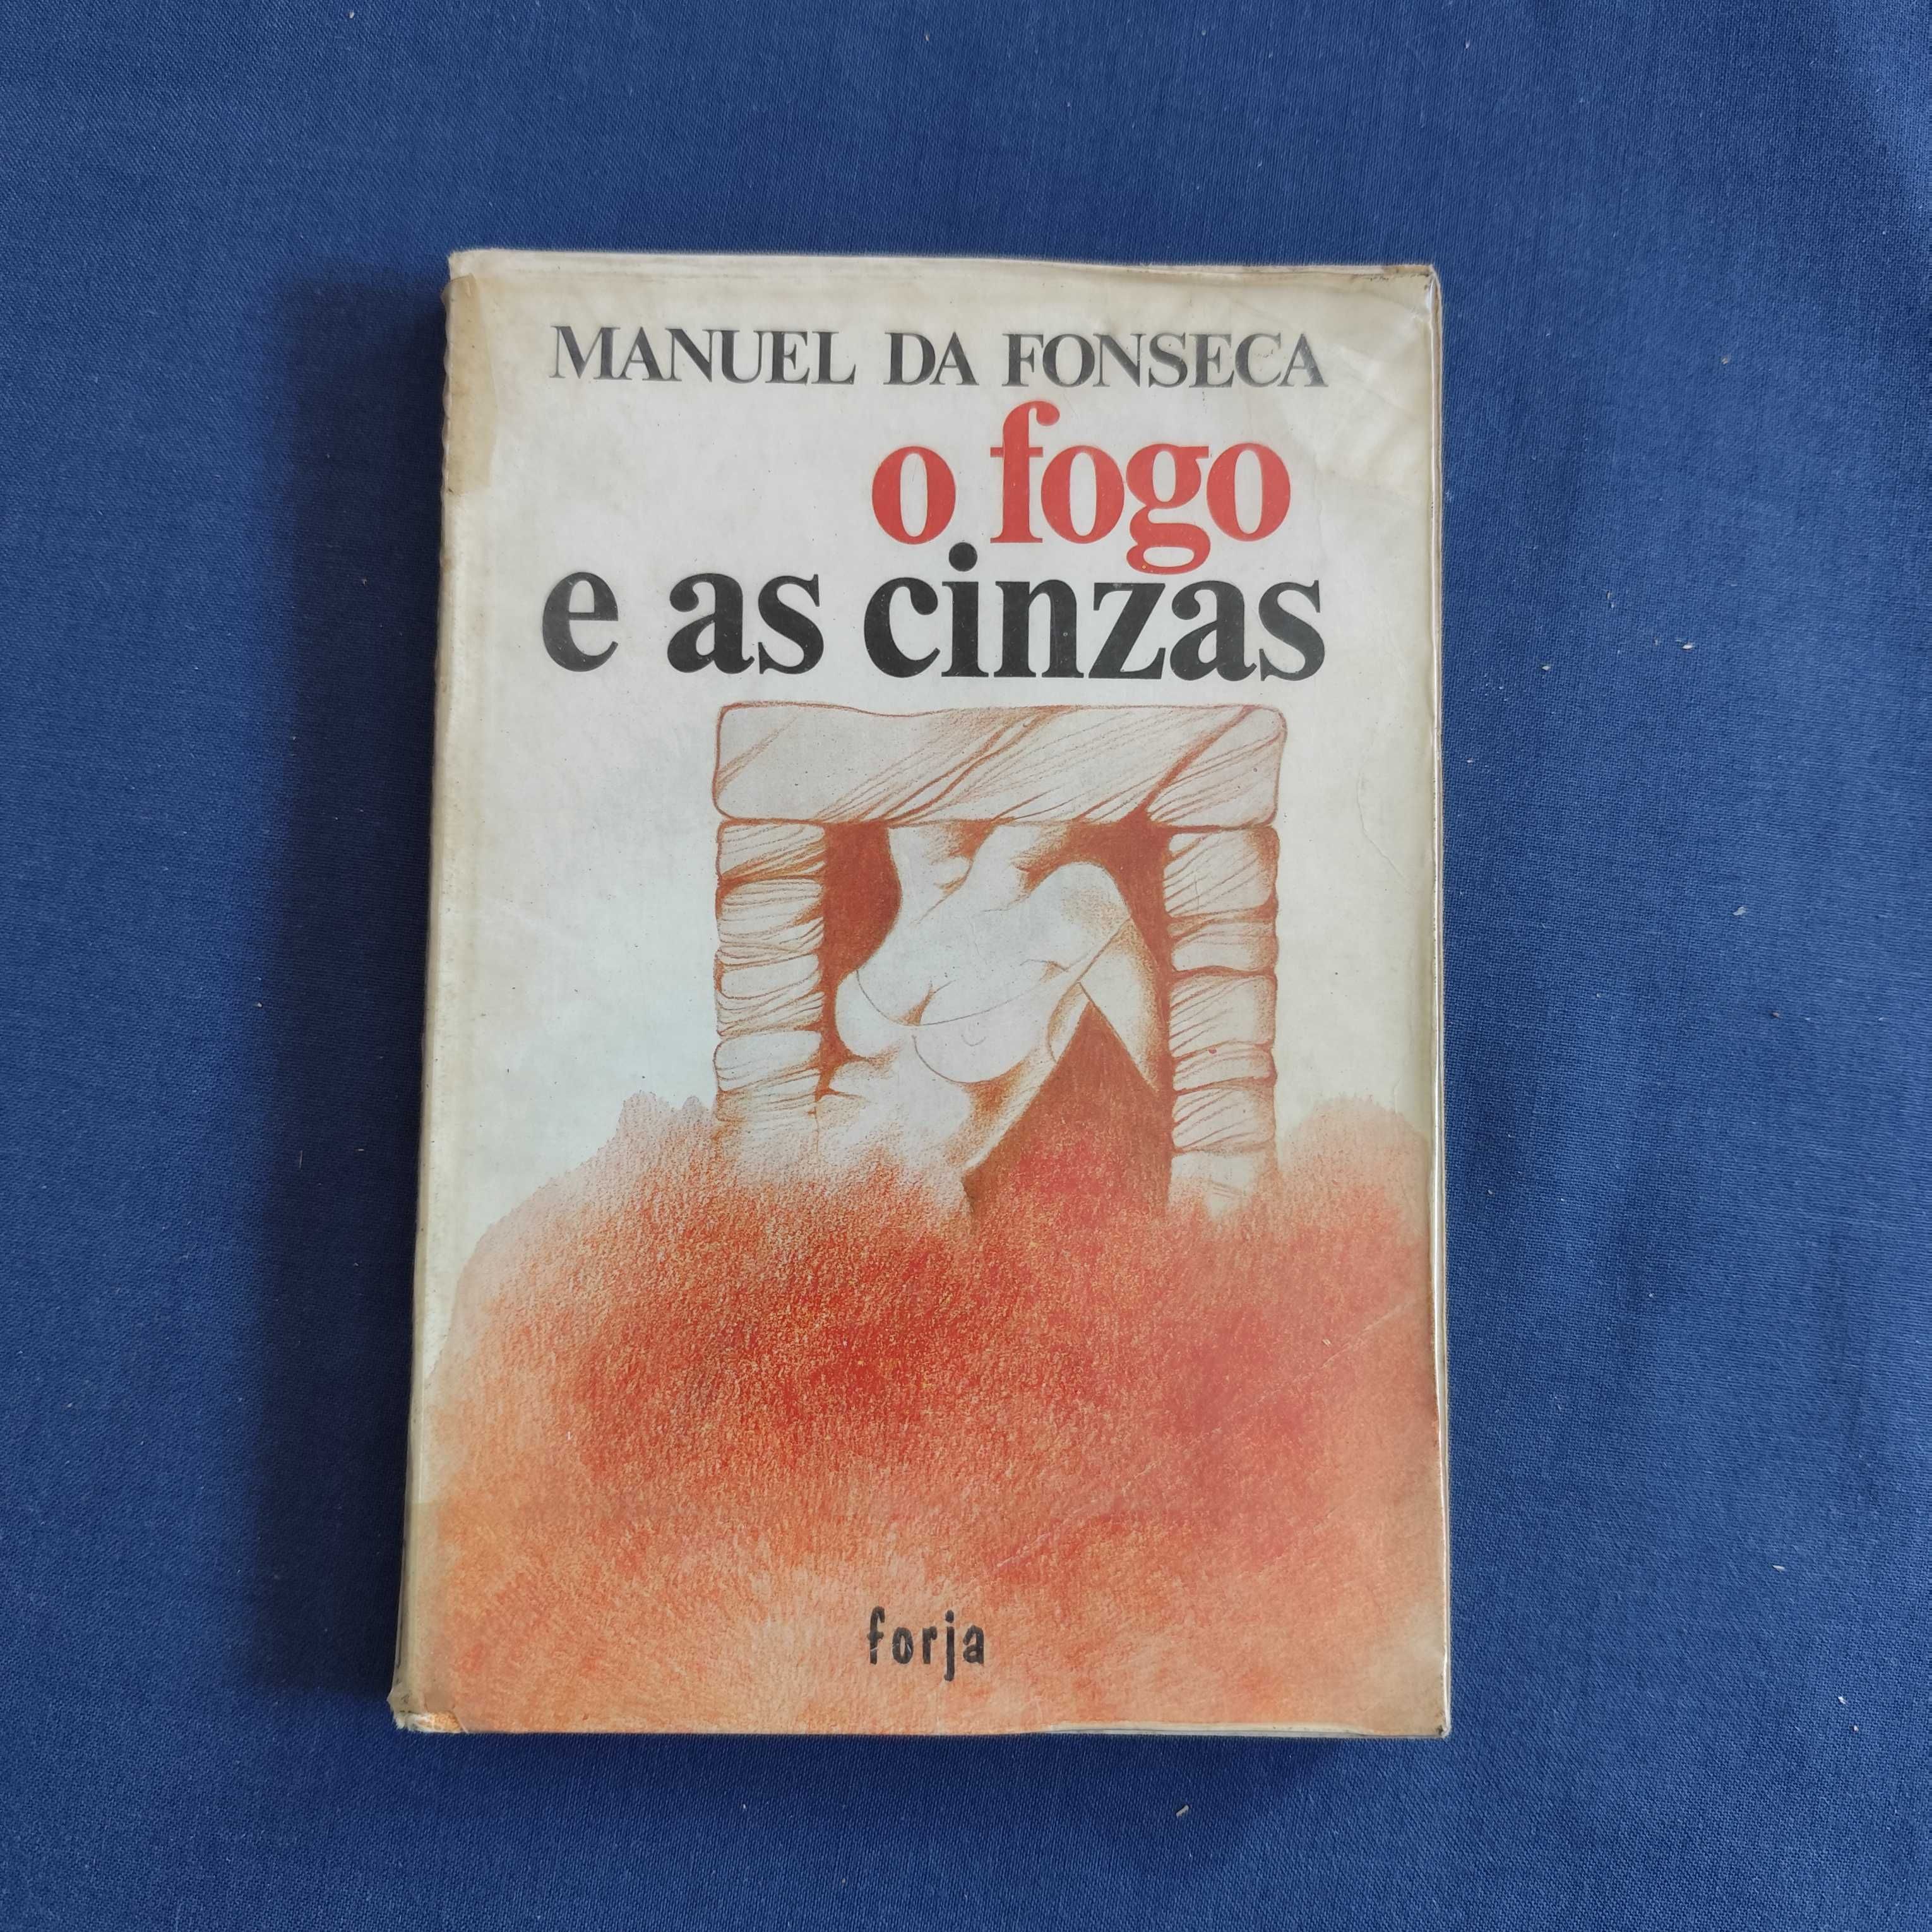 MANUEL DA FONSECA
o fogo
e as cinzas
forja